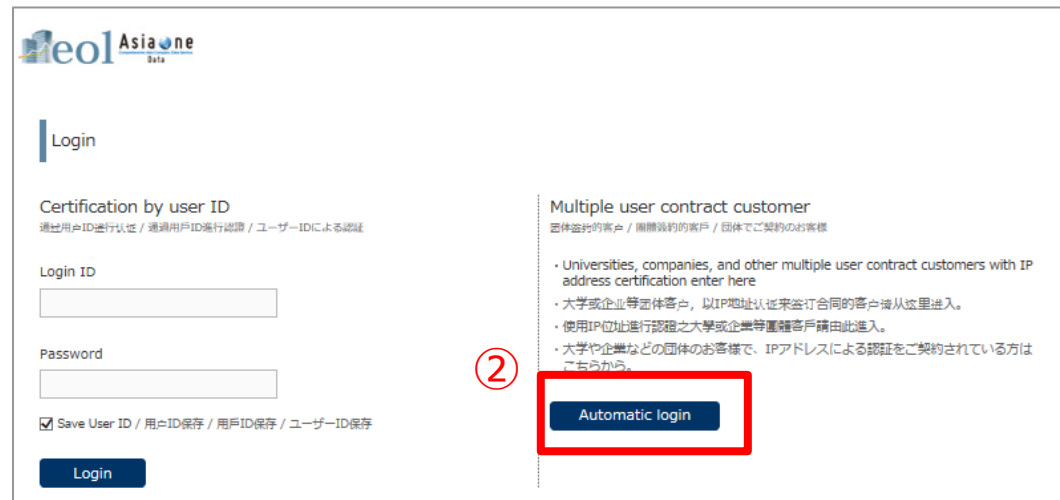 eol Asia One
Data
Login
Certification by user ID
通过用户ID进行认证 / 通過用戶ID進行認證 / ユーザーIDによる認証
Login ID
Password
Save User ID / 用户ID保存 / 用戶ID保存 / ユーザーID保存
Login
Multiple user contract customer
团体签约的客户 / 團體簽約的客戶 / 団体でご契約のお客様
・Universities, companies, and other multiple user contract customers with IP
address certification enter here
・大学或企业等团体客户，以IP地址认证来签订合同的客户请从这里进入。
・使用IP位址進行認證之大學或企業等團體客戶請由此進入。
・大学や企業などの団体のお客様で、IPアドレスによる認証をご契約されている方は
こちらから。
②
Automatic login